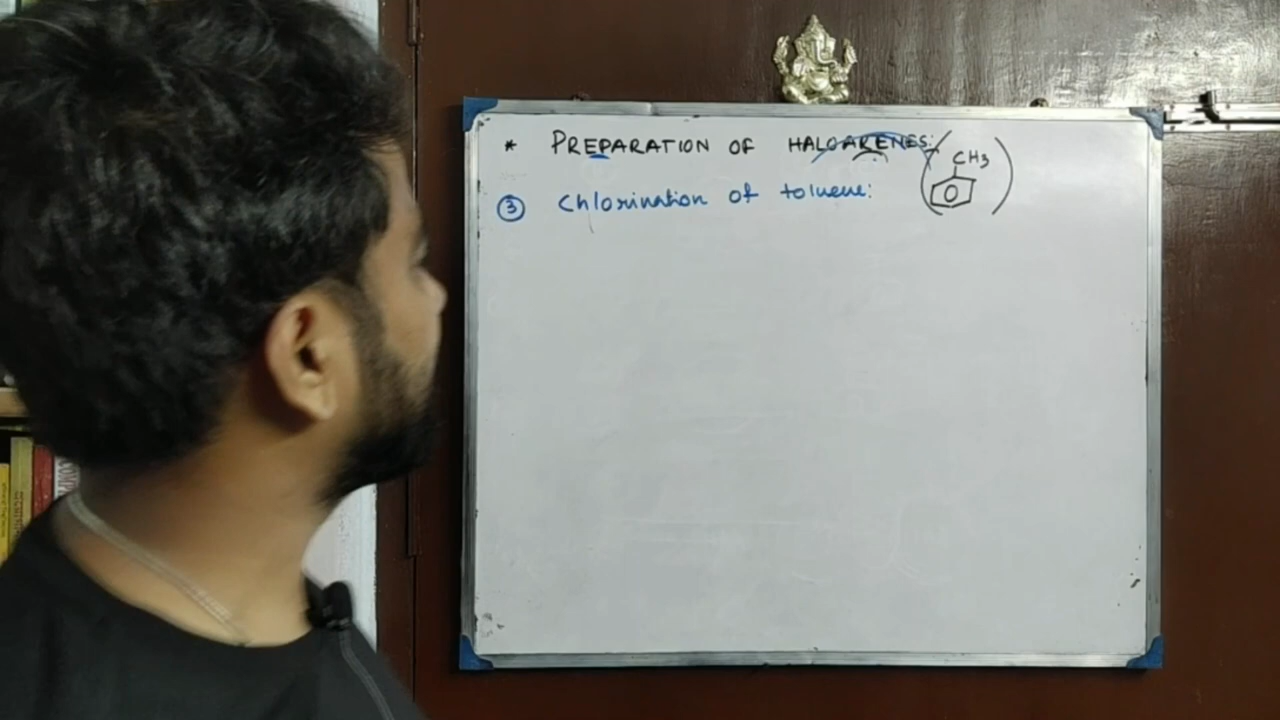 * PREPARATION OF HALOARENES:
CH3
③ Chlorination of toluene: